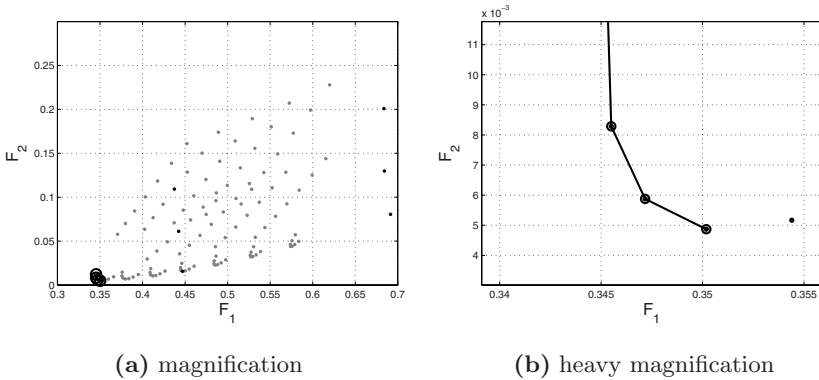 0.25
0.2
0.15
0.1
0.05
0
F2
0.3 0.35 0.4 0.45 0.5 0.55 0.6 0.65 0.7
F1
(a) magnification
x 10⁻³
11
10
9
8
7
6
5
4
F2
0.34 0.345 0.35 0.355
F1
(b) heavy magnification